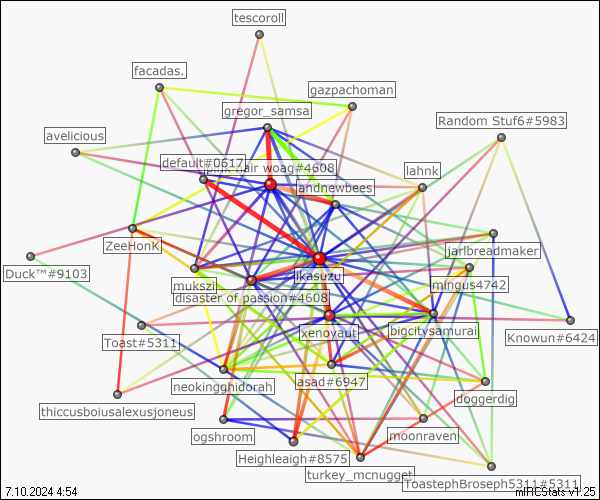 tescoroll
facadas.
gazpachoman
gregor_samsa
Random Stuf6#5983
avelicious
default#0617
hair woag#4608
lahnk
andnewbees
ZeeHonK
jarlbreadmaker
Duck™#9103
mukszi
ikasuzu
mingus4742
disaster of passion#4608
xenovaut
bigcitysamurai
Toast#5311
Knowun#6424
neokingghidorah
asad#6947
doggerdig
thiccusboiusalexusjoneus
ogshroom
moonraven
Heighleigh#8575
turkey_mcnugget
ToastephBroseph5311#5311
7.10.2024 4:54
mIRCStats v1.25